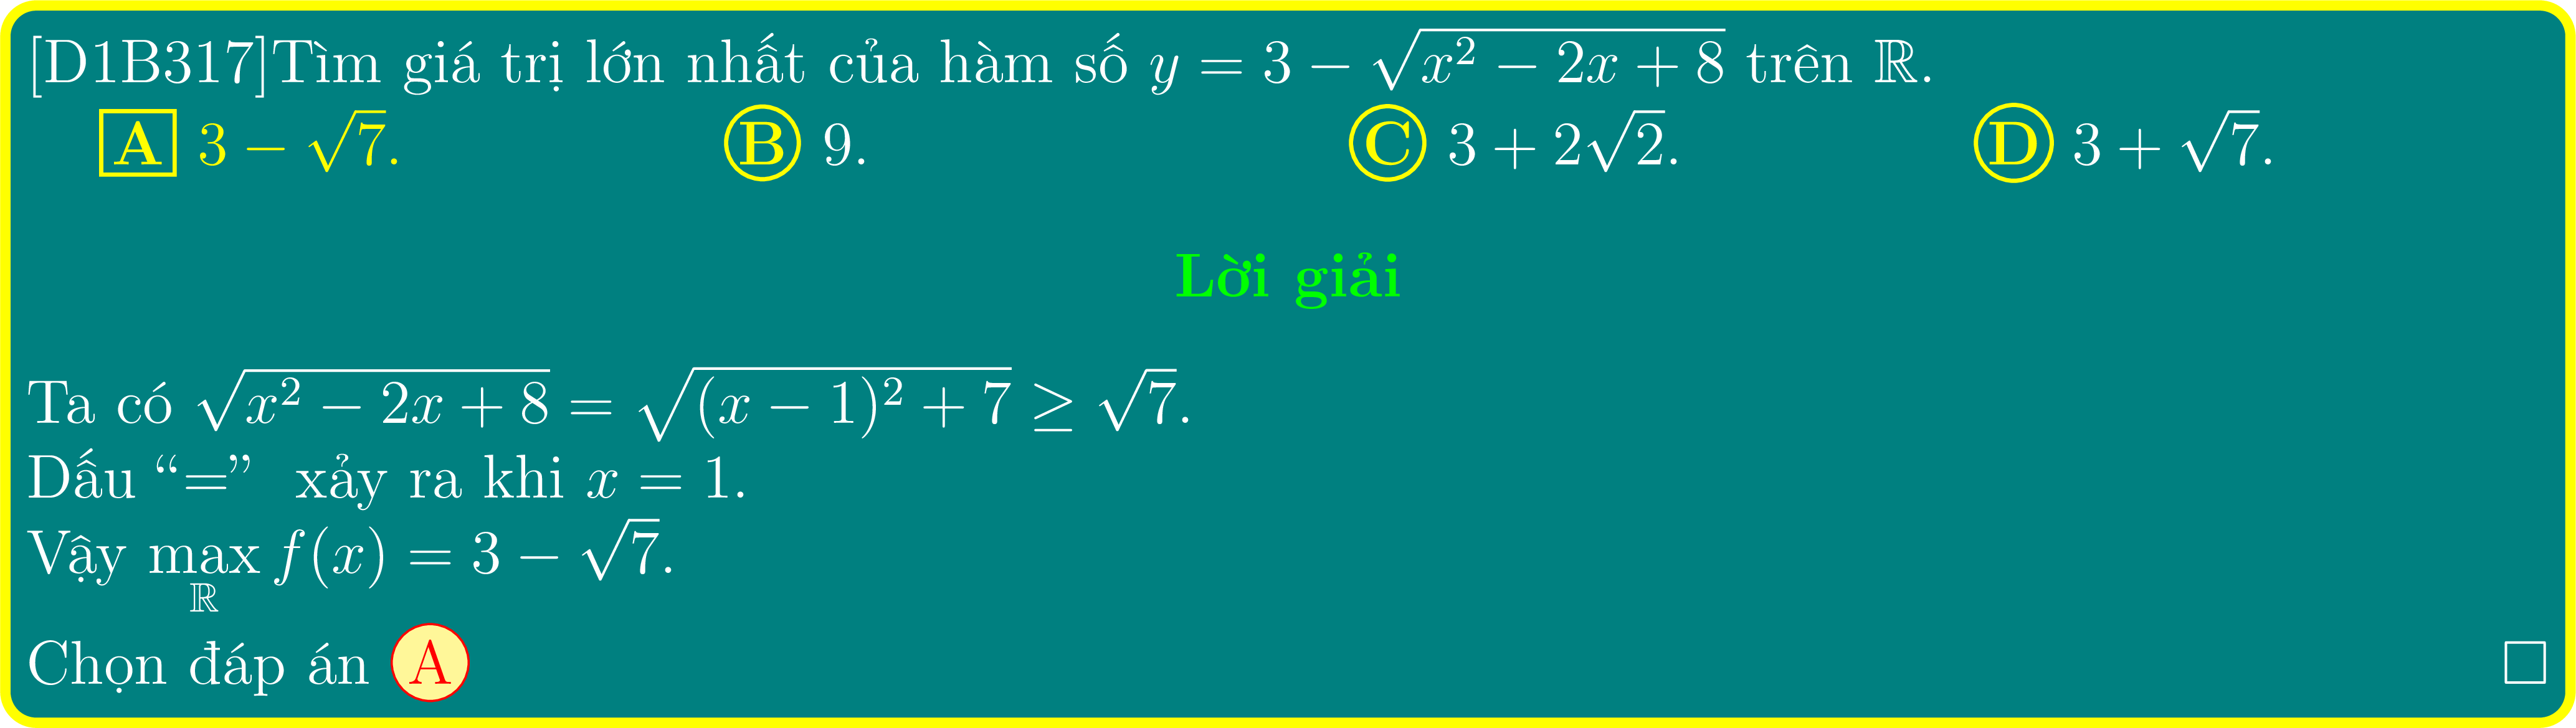 [D1B317]Tìm giá trị lớn nhất của hàm số $y = 3 - \sqrt{x^2 - 2x + 8}$ trên $\mathbb{R}$.
A $3 - \sqrt{7}$. B 9. C $3 + 2\sqrt{2}$. D $3 + \sqrt{7}$.
Lời giải
Ta có $\sqrt{x^2 - 2x + 8} = \sqrt{(x - 1)^2 + 7} \geq \sqrt{7}$.
Dấu “=” xảy ra khi $x = 1$.
Vậy $\max\limits_{\mathbb{R}} f(x) = 3 - \sqrt{7}$.
Chọn đáp án A □